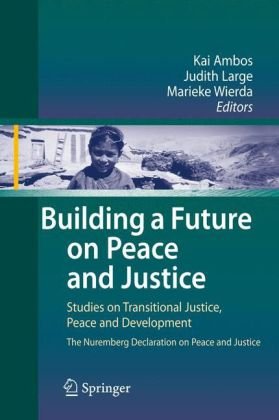 Kai Ambos
Judith Large
Marieke Wierda
Editors
Building a Future
on Peace
and Justice
Studies on Transitional Justice,
Peace and Development
The Nuremberg Declaration on Peace and Justice
Springer